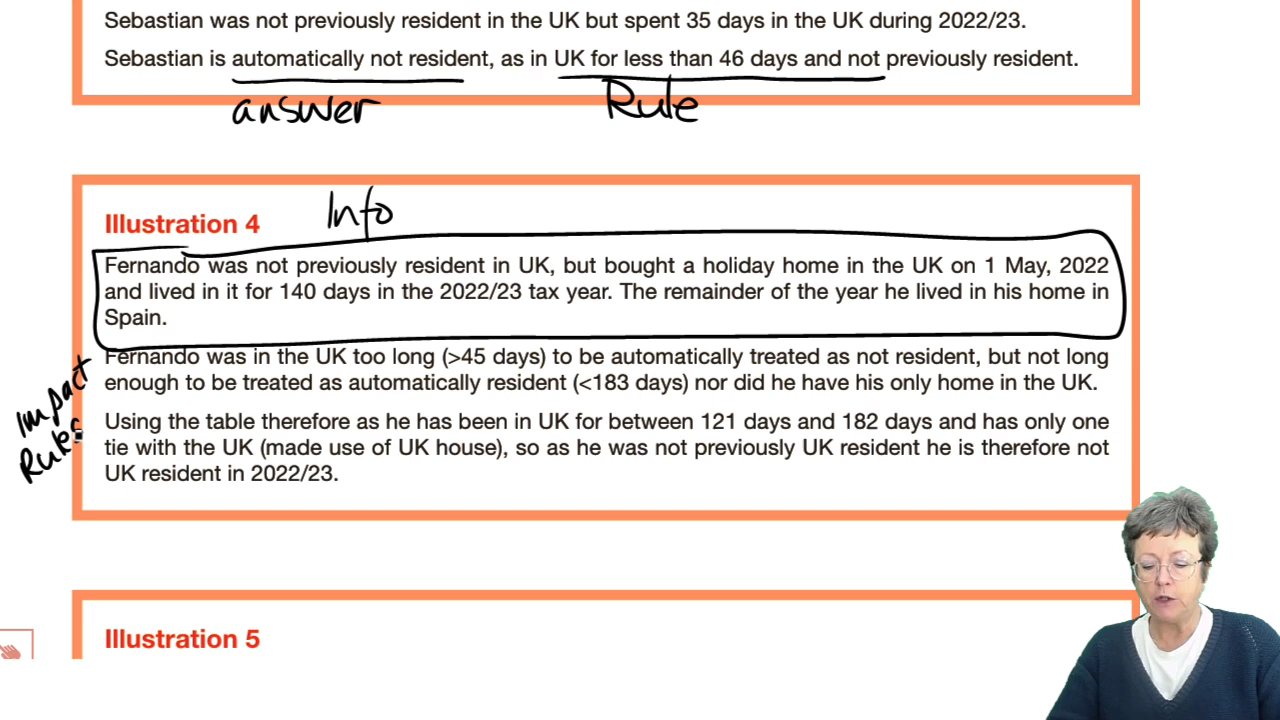 Sebastian was not previously resident in the UK but spent 35 days in the UK during 2022/23.
Sebastian is automatically not resident, as in UK for less than 46 days and not previously resident.
answer
Rule
Illustration 4
Info
Fernando was not previously resident in UK, but bought a holiday home in the UK on 1 May, 2022
and lived in it for 140 days in the 2022/23 tax year. The remainder of the year he lived in his home in
Spain.
Fernando was in the UK too long (>45 days) to be automatically treated as not resident, but not long
enough to be treated as automatically resident (<183 days) nor did he have his only home in the UK.
Impact
Rules
Using the table therefore as he has been in UK for between 121 days and 182 days and has only one
tie with the UK (made use of UK house), so as he was not previously UK resident he is therefore not
UK resident in 2022/23.
Illustration 5